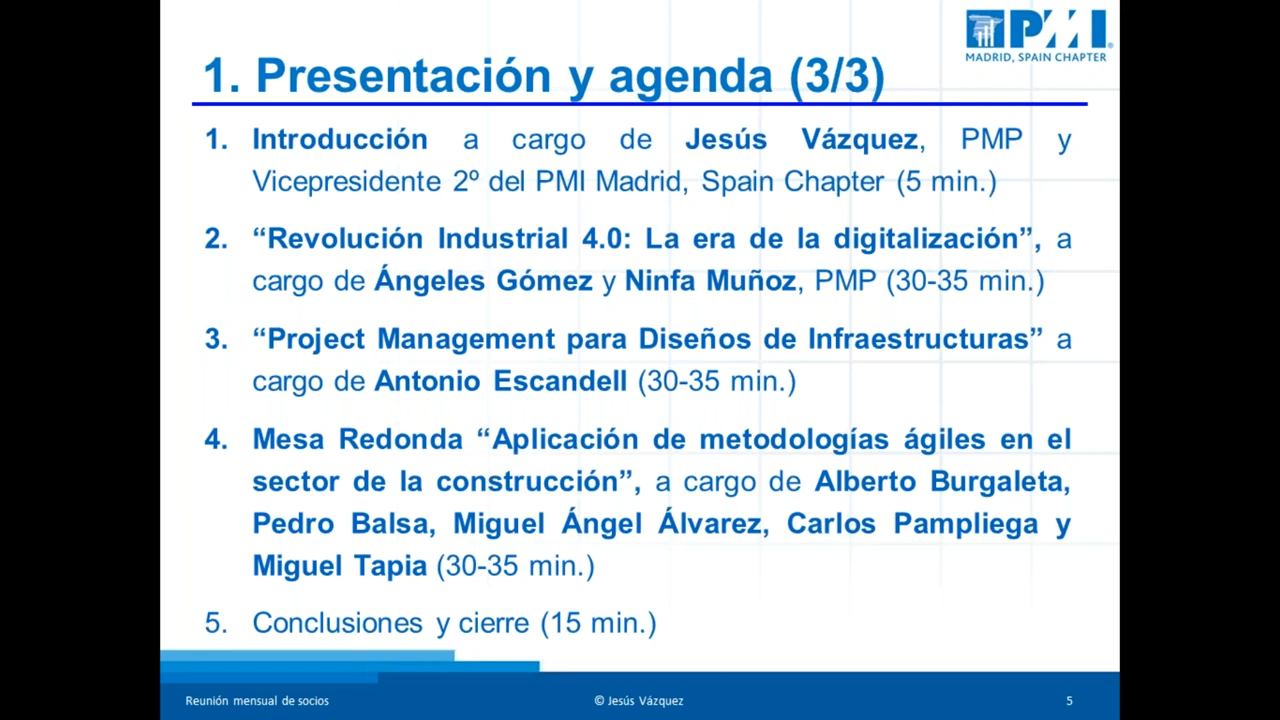 PMI
MADRID, SPAIN CHAPTER
1. Presentación y agenda (3/3)
1. Introducción a cargo de Jesús Vázquez, PMP y
Vicepresidente 2º del PMI Madrid, Spain Chapter (5 min.)
2. “Revolución Industrial 4.0: La era de la digitalización”, a
cargo de Ángeles Gómez y Ninfa Muñoz, PMP (30-35 min.)
3. “Project Management para Diseños de Infraestructuras” a
cargo de Antonio Escandell (30-35 min.)
4. Mesa Redonda “Aplicación de metodologías ágiles en el
sector de la construcción”, a cargo de Alberto Burgaleta,
Pedro Balsa, Miguel Ángel Álvarez, Carlos Pampliega y
Miguel Tapia (30-35 min.)
5. Conclusiones y cierre (15 min.)
Reunión mensual de socios
© Jesús Vázquez
5